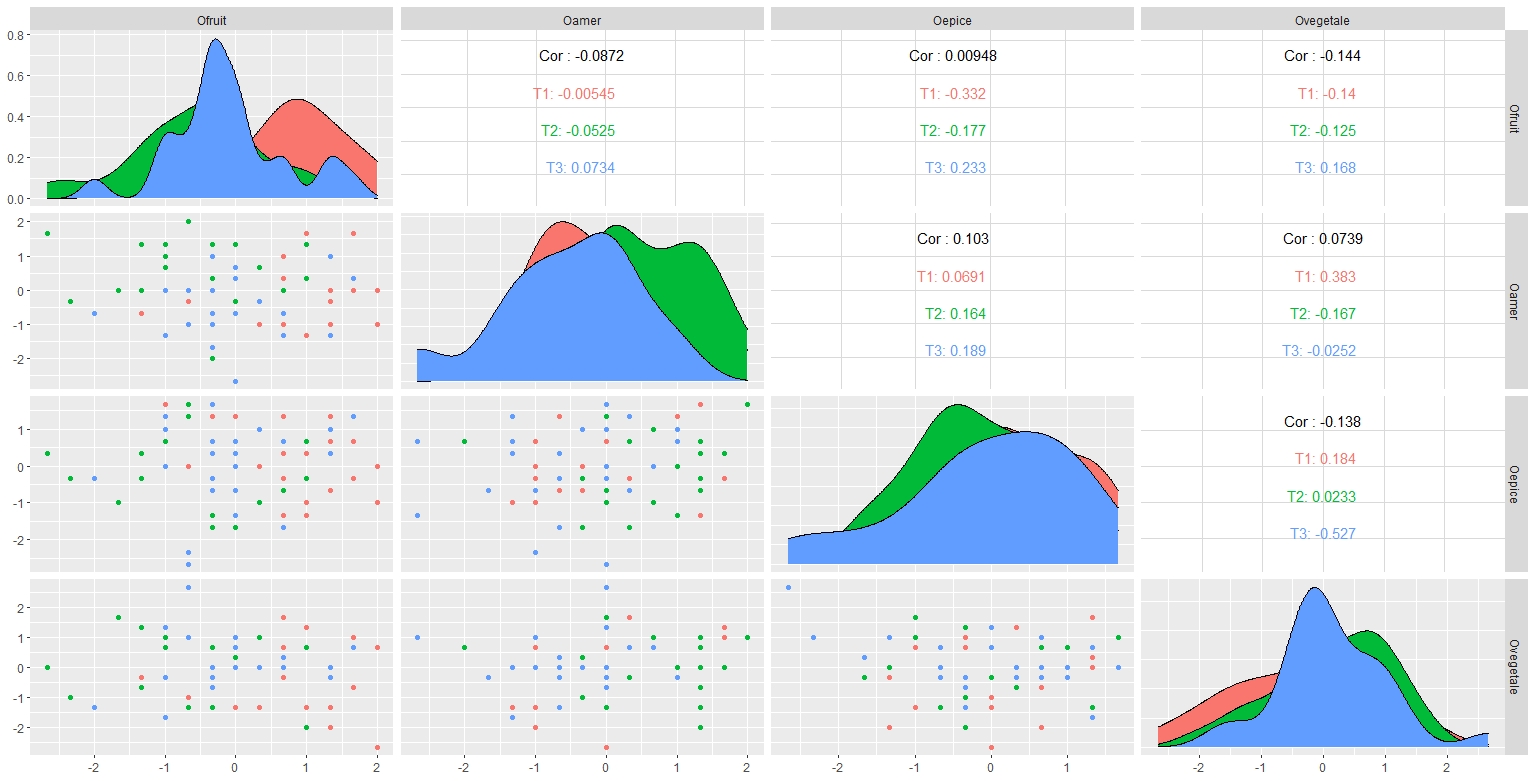 Ofruit Oamer Oepice Ovegetale
0.8
0.6
0.4
0.2
0.0
Cor : -0.0872
T1: -0.00545
T2: -0.0525
T3: 0.0734
Cor : 0.00948
T1: -0.332
T2: -0.177
T3: 0.233
Cor : -0.144
T1: -0.14
T2: -0.125
T3: 0.168
Ofruit
2
1
0
-1
-2
Cor : 0.103
T1: 0.0691
T2: 0.164
T3: 0.189
Cor : 0.0739
T1: 0.383
T2: -0.167
T3: -0.0252
Oamer
1
0
-1
-2
Cor : -0.138
T1: 0.184
T2: 0.0233
T3: -0.527
Oepice
2
1
0
-1
-2
Ovegetale
-2 -1 0 1 2 -2 -1 0 1 2 -2 -1 0 1 -2 -1 0 1 2